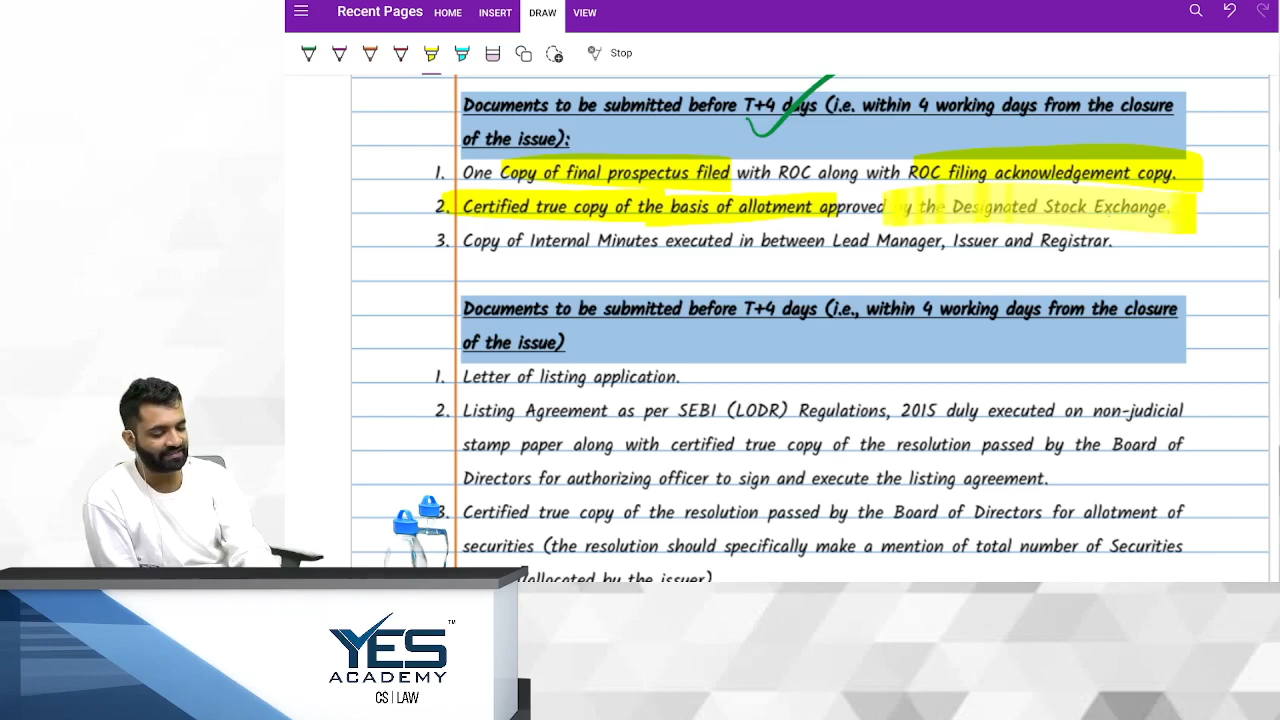 Recent Pages HOME INSERT DRAW VIEW
Stop
Documents to be submitted before T+4 days (i.e. within 4 working days from the closure
of the issue):
1. One Copy of final prospectus filed with ROC along with ROC filing acknowledgement copy.
2. Certified true copy of the basis of allotment approved by the Designated Stock Exchange.
3. Copy of Internal Minutes executed in between Lead Manager, Issuer and Registrar.
Documents to be submitted before T+4 days (i.e., within 4 working days from the closure
of the issue)
1. Letter of listing application.
2. Listing Agreement as per SEBI (LODR) Regulations, 2015 duly executed on non-judicial
stamp paper along with certified true copy of the resolution passed by the Board of
Directors for authorizing officer to sign and execute the listing agreement.
3. Certified true copy of the resolution passed by the Board of Directors for allotment of
securities (the resolution should specifically make a mention of total number of Securities
/allocated by the issuer)
YES™
ACADEMY
CS | LAW